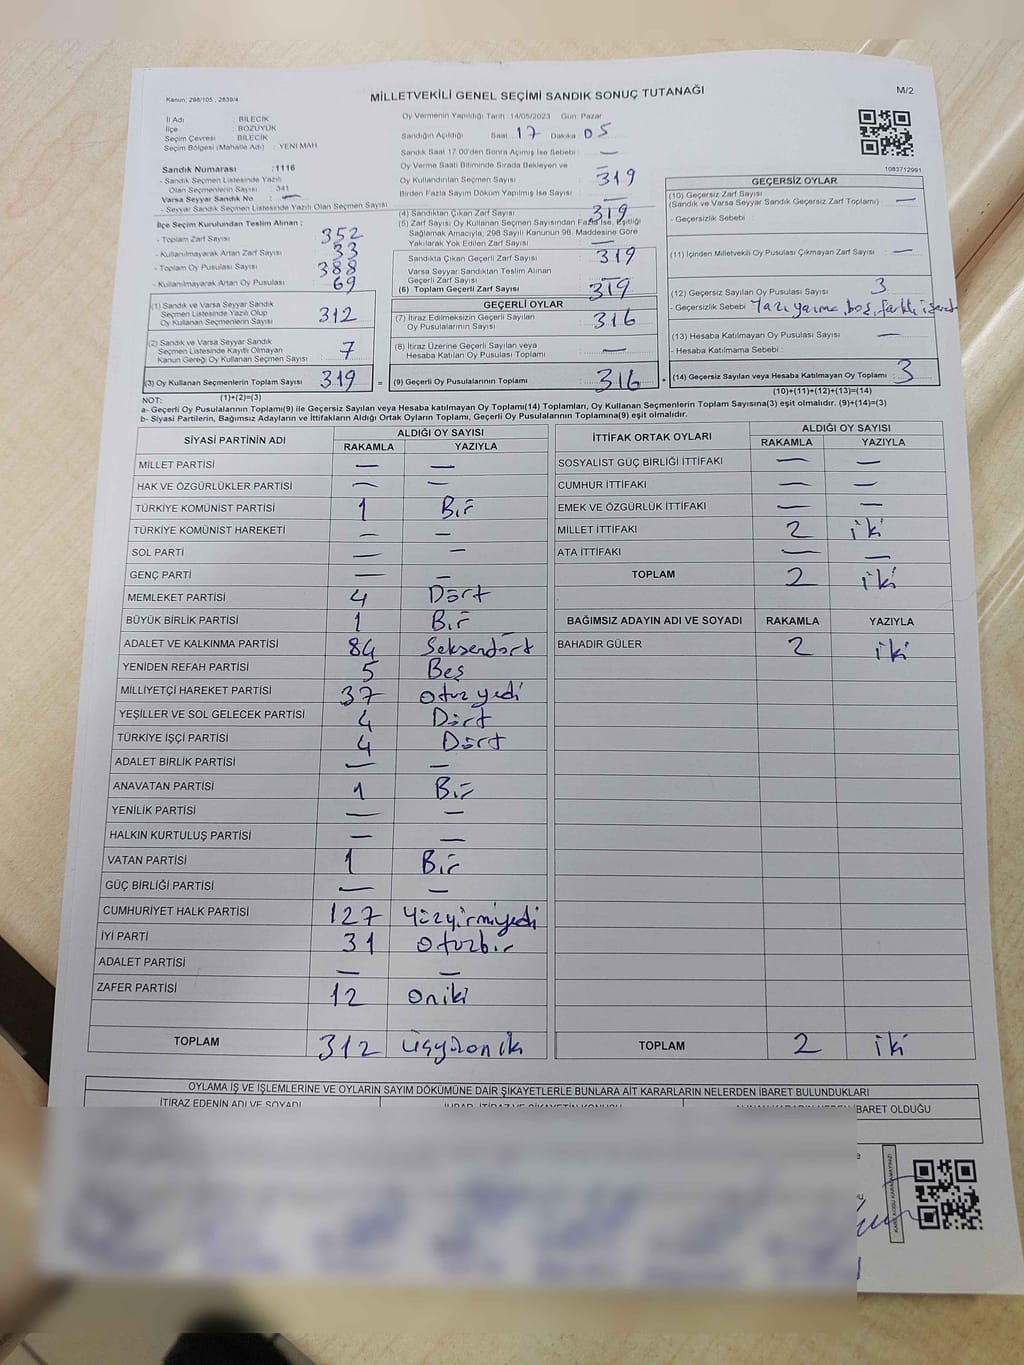 Kanun: 298/105 , 2839/4
MİLLETVEKİLİ GENEL SEÇİMİ SANDIK SONUÇ TUTANAĞI
M/2
İl Adı : BİLECİK
İlçe : BOZÜYÜK
Seçim Çevresi : BİLECİK
Seçim Bölgesi (Mahalle Adı) : YENİ MAH.
Sandık Numarası : 1116
- Sandık Seçmen Listesinde Yazılı
Olan Seçmenlerin Sayısı : 341
Varsa Seyyar Sandık No : —
- Seyyar Sandık Seçmen Listesinde Yazılı Olan Seçmen Sayısı
İlçe Seçim Kurulundan Teslim Alınan ;
- Toplam Zarf Sayısı 352
- Kullanılmayarak Artan Zarf Sayısı 33
- Toplam Oy Pusulası Sayısı 388
- Kullanılmayarak Artan Oy Pusulası 69
(1) Sandık ve Varsa Seyyar Sandık
Seçmen Listesinde Yazılı Olup
Oy Kullanan Seçmenlerin Sayısı 312
(2) Sandık ve Varsa Seyyar Sandık
Seçmen Listesinde Kayıtlı Olmayan
Kanun Gereği Oy Kullanan Seçmen Sayısı 7
(3) Oy Kullanan Seçmenlerin Toplam Sayısı 319 =
(1)+(2)=(3)
Oy Vermenin Yapıldığı Tarih :14/05/2023 Gün: Pazar
Sandığın Açıldığı Saat 17 Dakika 05
Sandık Saat 17:00'den Sonra Açılmış İse Sebebi : —
Oy Verme Saati Bitiminde Sırada Bekleyen ve
Oy Kullandırılan Seçmen Sayısı — 319
Birden Fazla Sayım Döküm Yapılmış İse Sayısı —
(4) Sandıktan Çıkan Zarf Sayısı 319
(5) Zarf Sayısı Oy Kullanan Seçmen Sayısından Fazla İse, Eşitliği
Sağlamak Amacıyla, 298 Sayılı Kanunun 98. Maddesine Göre
Yakılarak Yok Edilen Zarf Sayısı —
Sandıkta Çıkan Geçerli Zarf Sayısı 319
Varsa Seyyar Sandıktan Teslim Alınan
Geçerli Zarf Sayısı —
(6) Toplam Geçerli Zarf Sayısı 319
GEÇERLİ OYLAR
(7) İtiraz Edilmeksizin Geçerli Sayılan
Oy Pusulalarının Sayısı 316
(8) İtiraz Üzerine Geçerli Sayılan veya
Hesaba Katılan Oy Pusulası Toplamı —
(9) Geçerli Oy Pusulalarının Toplamı 316 +
1083712991
GEÇERSİZ OYLAR
(10) Geçersiz Zarf Sayısı
(Sandık ve Varsa Seyyar Sandık Geçersiz Zarf Toplamı) —
- Geçersizlik Sebebi :
(11) İçinden Milletvekili Oy Pusulası Çıkmayan Zarf Sayısı —
(12) Geçersiz Sayılan Oy Pusulası Sayısı 3
- Geçersizlik Sebebi : Yazı yazma, boş, farklı işaret
(13) Hesaba Katılmayan Oy Pusulası Sayısı —
- Hesaba Katılmama Sebebi :
(14) Geçersiz Sayılan veya Hesaba Katılmayan Oy Toplamı 3
(10)+(11)+(12)+(13)=(14)
NOT:
a- Geçerli Oy Pusulalarının Toplamı(9) ile Geçersiz Sayılan veya Hesaba katılmayan Oy Toplamı(14) Toplamları, Oy Kullanan Seçmenlerin Toplam Sayısına(3) eşit olmalıdır. (9)+(14)=(3)
b- Siyasi Partilerin, Bağımsız Adayların ve İttifakların Aldığı Ortak Oyların Toplamı, Geçerli Oy Pusulalarının Toplamına(9) eşit olmalıdır.
SİYASİ PARTİNİN ADI ALDIĞI OY SAYISI
RAKAMLA YAZIYLA
MİLLET PARTİSİ — —
HAK VE ÖZGÜRLÜKLER PARTİSİ — —
TÜRKİYE KOMÜNİST PARTİSİ 1 Bir
TÜRKİYE KOMÜNİST HAREKETİ — —
SOL PARTİ — —
GENÇ PARTİ — —
MEMLEKET PARTİSİ 4 Dört
BÜYÜK BİRLİK PARTİSİ 1 Bir
ADALET VE KALKINMA PARTİSİ 84 Seksendört
YENİDEN REFAH PARTİSİ 5 Beş
MİLLİYETÇİ HAREKET PARTİSİ 37 otuz yedi
YEŞİLLER VE SOL GELECEK PARTİSİ 4 Dört
TÜRKİYE İŞÇİ PARTİSİ 4 Dört
ADALET BİRLİK PARTİSİ — —
ANAVATAN PARTİSİ 1 Bir
YENİLİK PARTİSİ — —
HALKIN KURTULUŞ PARTİSİ — —
VATAN PARTİSİ 1 Bir
GÜÇ BİRLİĞİ PARTİSİ — —
CUMHURİYET HALK PARTİSİ 127 Yüzyirmiyedi
İYİ PARTİ 31 otuzbir
ADALET PARTİSİ — —
ZAFER PARTİSİ 12 oniki
TOPLAM 312 üçyüzoniki
İTTİFAK ORTAK OYLARI ALDIĞI OY SAYISI
RAKAMLA YAZIYLA
SOSYALİST GÜÇ BİRLİĞİ İTTİFAKI — —
CUMHUR İTTİFAKI — —
EMEK VE ÖZGÜRLÜK İTTİFAKI — —
MİLLET İTTİFAKI 2 iki
ATA İTTİFAKI — —
TOPLAM 2 iki
BAĞIMSIZ ADAYIN ADI VE SOYADI RAKAMLA YAZIYLA
BAHADIR GÜLER 2 iki
TOPLAM 2 iki
OYLAMA İŞ VE İŞLEMLERİNE VE OYLARIN SAYIM DÖKÜMÜNE DAİR ŞİKAYETLERLE BUNLARA AİT KARARLARIN NELERDEN İBARET BULUNDUKLARI
İTİRAZ EDENİN ADI VE SOYADI
İBARET OLDUĞU